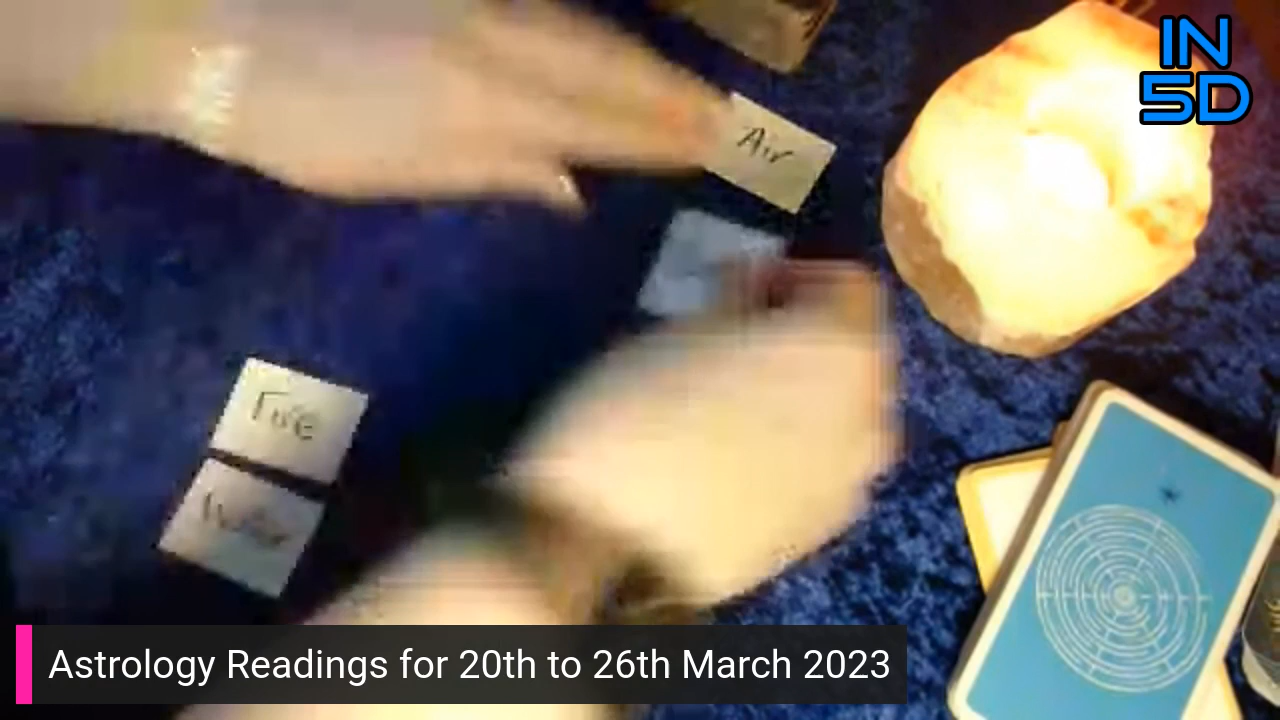 IN
5D
Air
Fire
Water
Astrology Readings for 20th to 26th March 2023